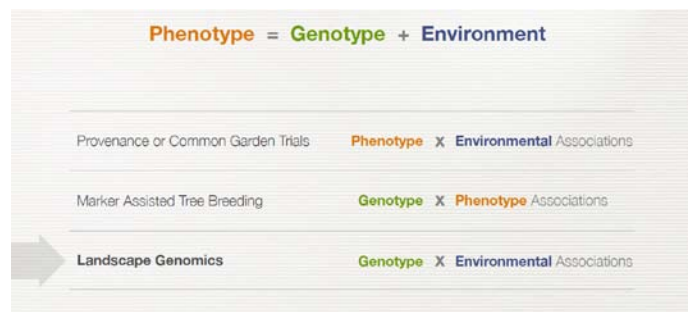 Phenotype = Genotype + Environment
Provenance or Common Garden Trials Phenotype X Environmental Associations
Marker Assisted Tree Breeding Genotype X Phenotype Associations
Landscape Genomics Genotype X Environmental Associations